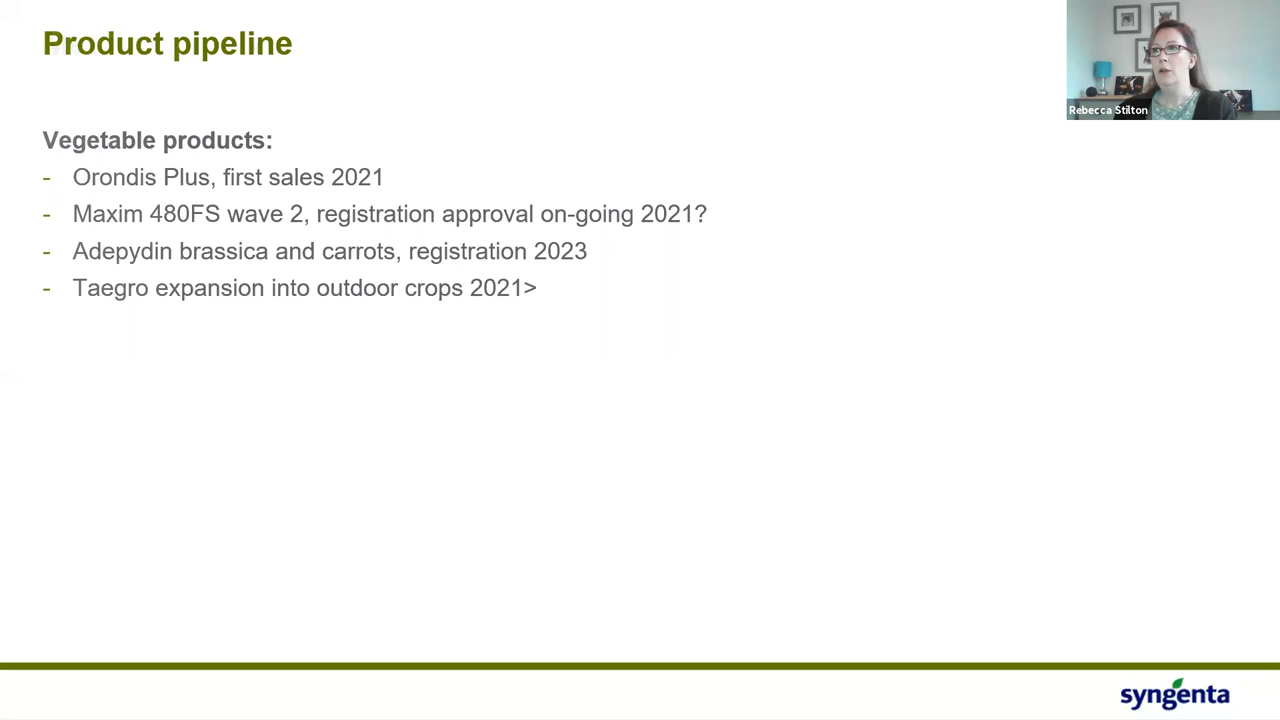 Product pipeline
Rebecca Stilton
Vegetable products:
- Orondis Plus, first sales 2021
- Maxim 480FS wave 2, registration approval on-going 2021?
- Adepydin brassica and carrots, registration 2023
- Taegro expansion into outdoor crops 2021>
syngenta